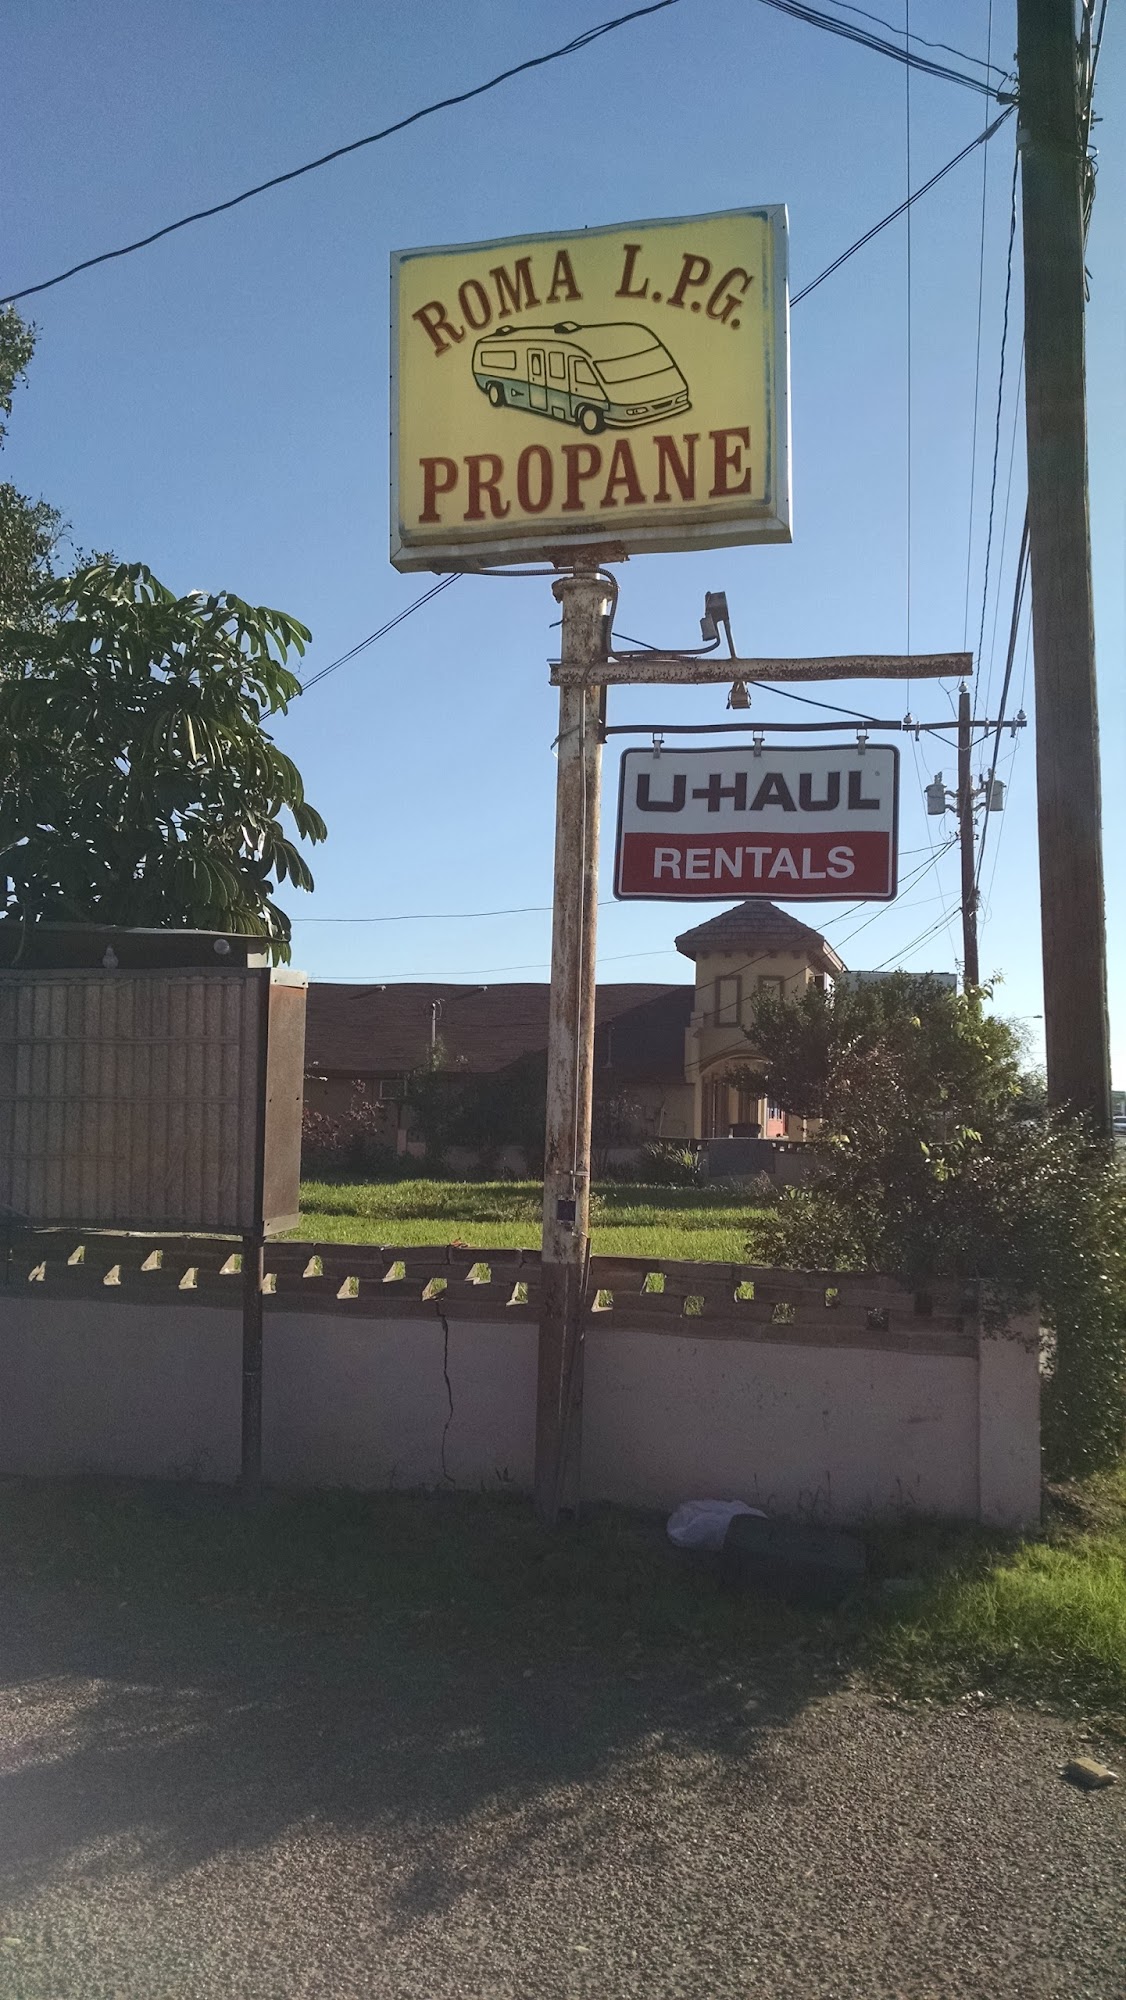 ROMA L.P.G.
PROPANE
U-HAUL
RENTALS